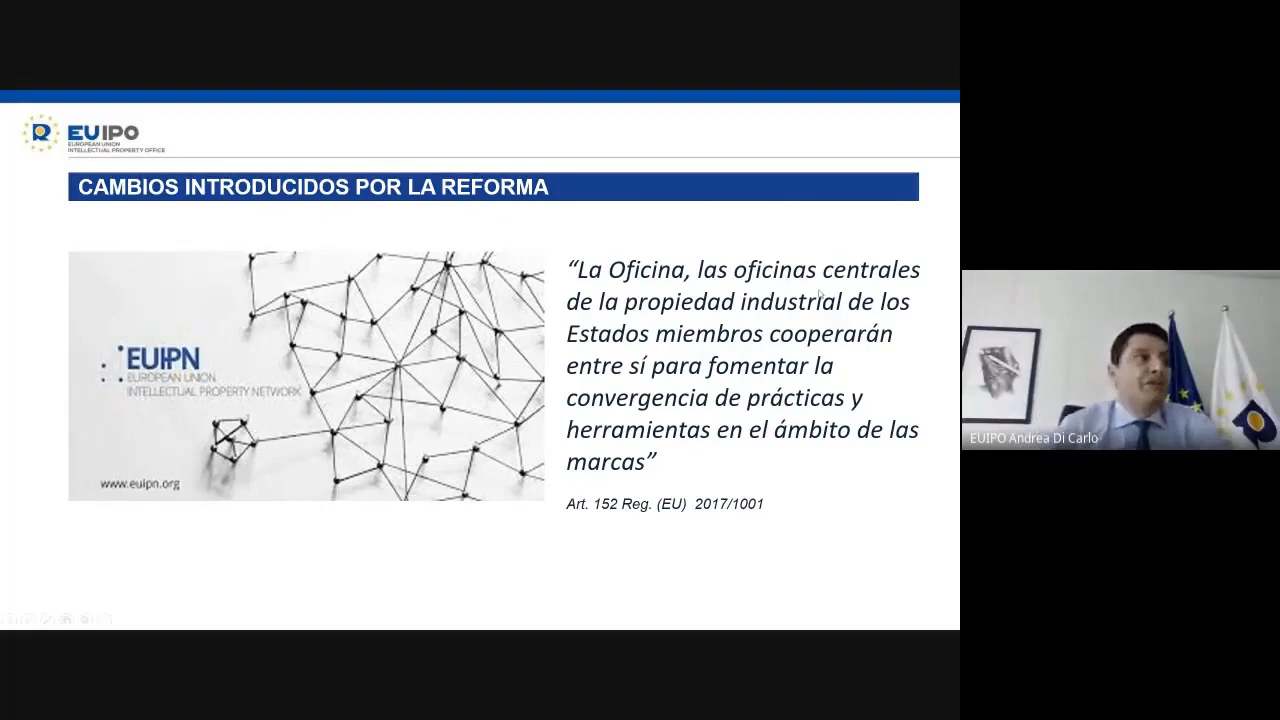 EUIPO
EUROPEAN UNION
INTELLECTUAL PROPERTY OFFICE
CAMBIOS INTRODUCIDOS POR LA REFORMA
EUIPN
EUROPEAN UNION
INTELLECTUAL PROPERTY NETWORK
www.euipn.org
“La Oficina, las oficinas centrales
de la propiedad industrial de los
Estados miembros cooperarán
entre sí para fomentar la
convergencia de prácticas y
herramientas en el ámbito de las
marcas”
Art. 152 Reg. (EU) 2017/1001
EUIPO Andrea Di Carlo